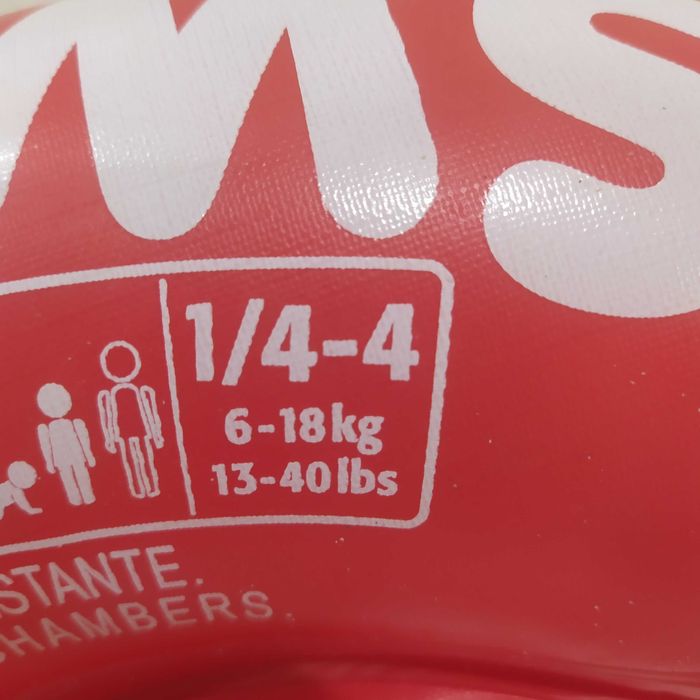 MS
1/4-4
6-18kg
13-40lbs
STANTE.
CHAMBERS.